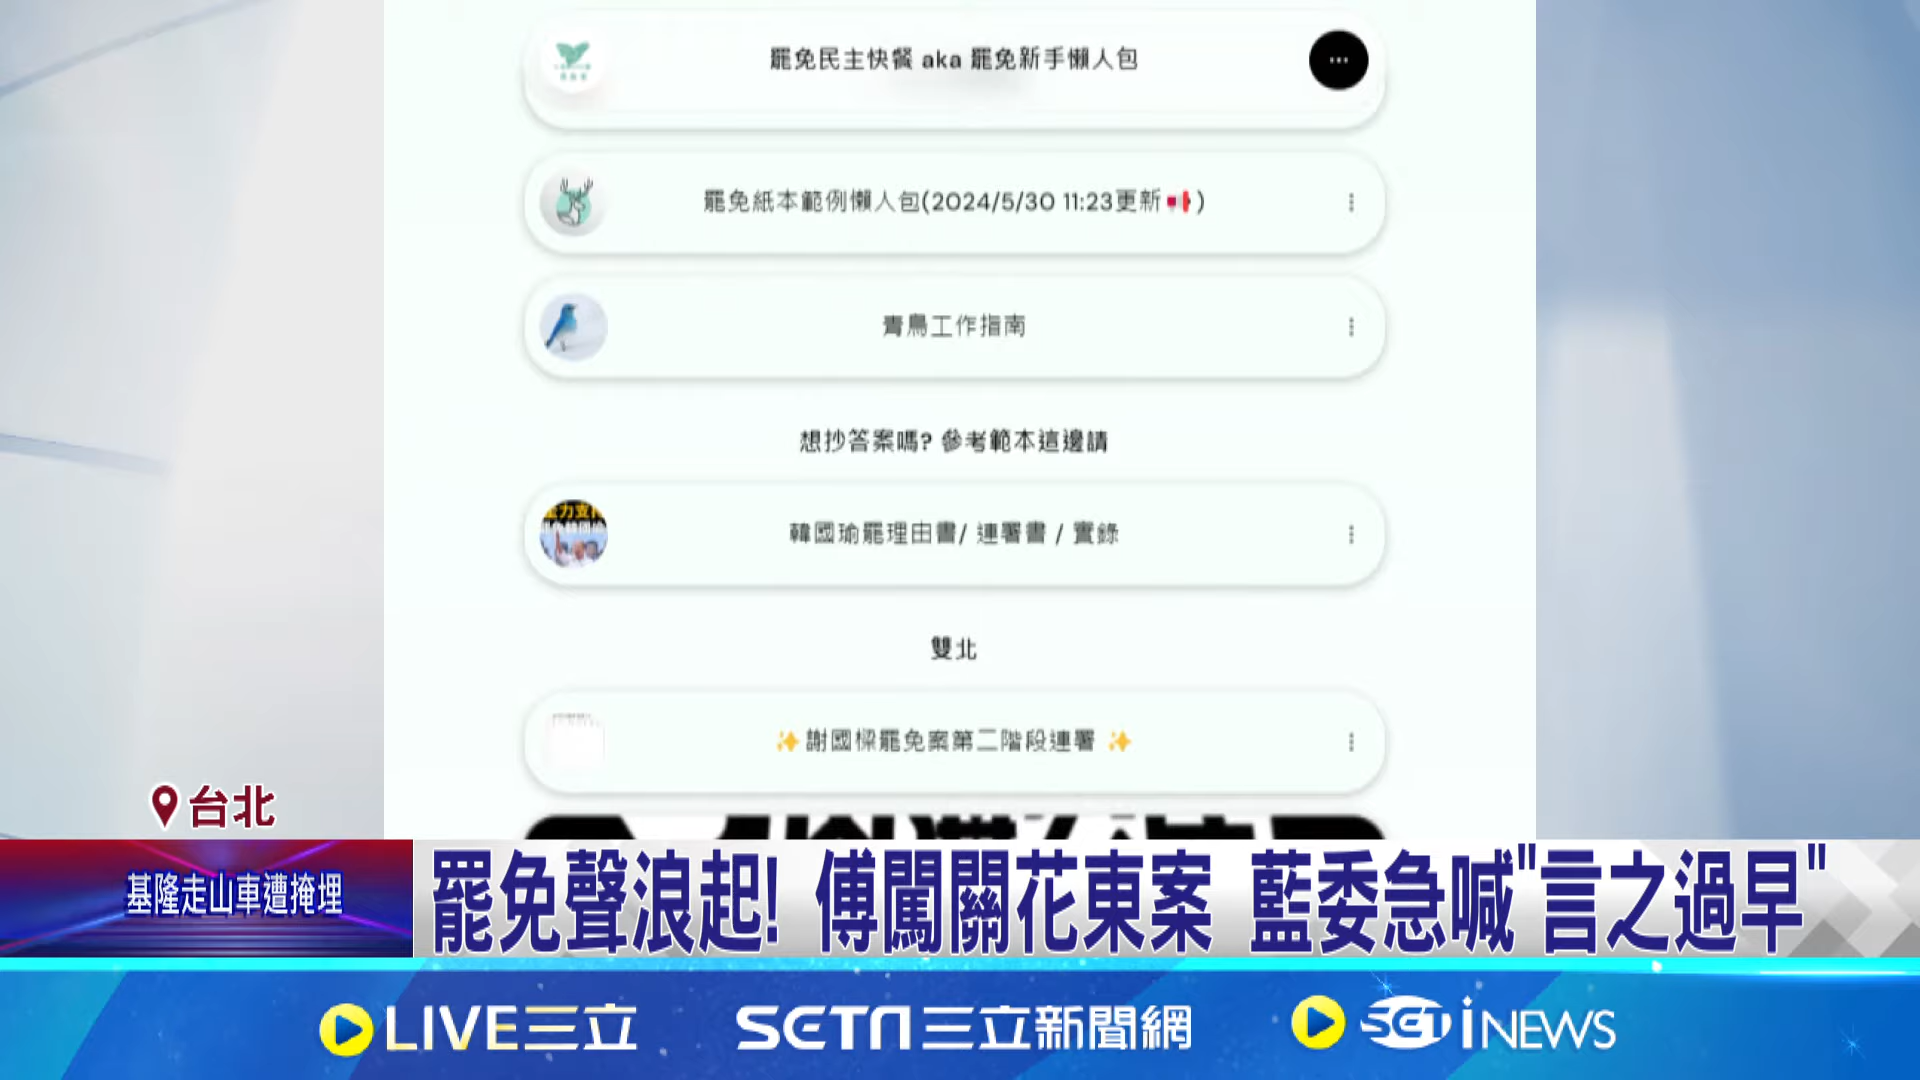 罷免民主快餐 aka 罷免新手懶人包
罷免紙本範例懶人包(2024/5/30 11:23更新📢)
青鳥工作指南
想抄答案嗎? 參考範本這邊請
韓國瑜罷理由書/ 連署書 / 實錄
雙北
✨謝國樑罷免案第二階段連署 ✨
台北
基隆走山車遭掩埋
罷免聲浪起! 傅闖關花東案 藍委急喊"言之過早"
LIVE三立
SETN三立新聞網
SET iNEWS